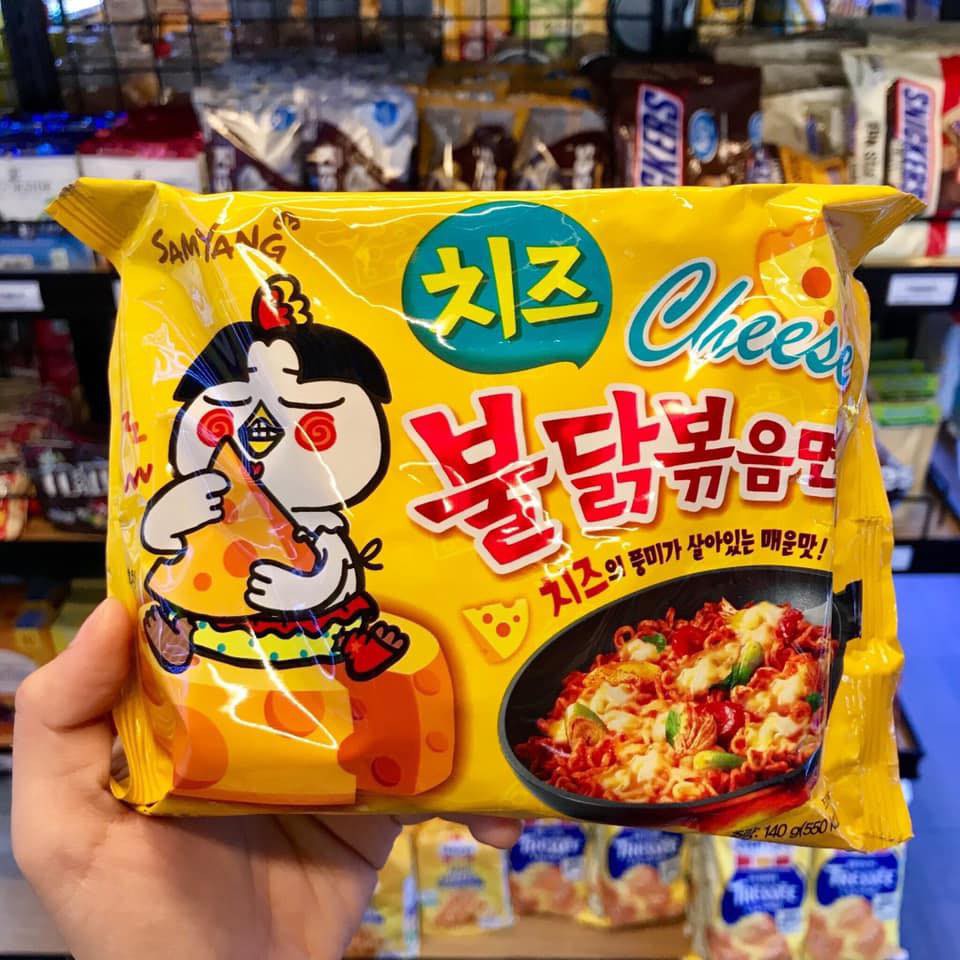 SAMYANG
치즈
Cheese
불닭볶음면
치즈의 풍미가 살아있는 매운맛!
140 g(550
SNICKERS
SNICKERS